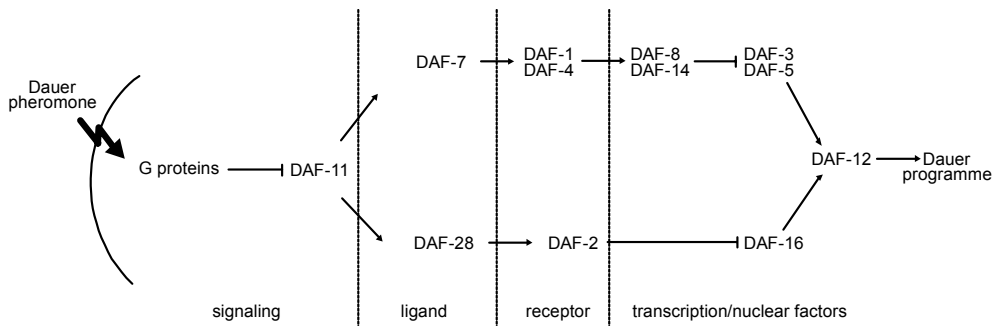 Dauer
pheromone
G proteins
DAF-11
DAF-7
DAF-28
DAF-1
DAF-4
DAF-2
DAF-8
DAF-14
DAF-3
DAF-5
DAF-16
DAF-12
Dauer
programme
signaling
ligand
receptor
transcription/nuclear factors